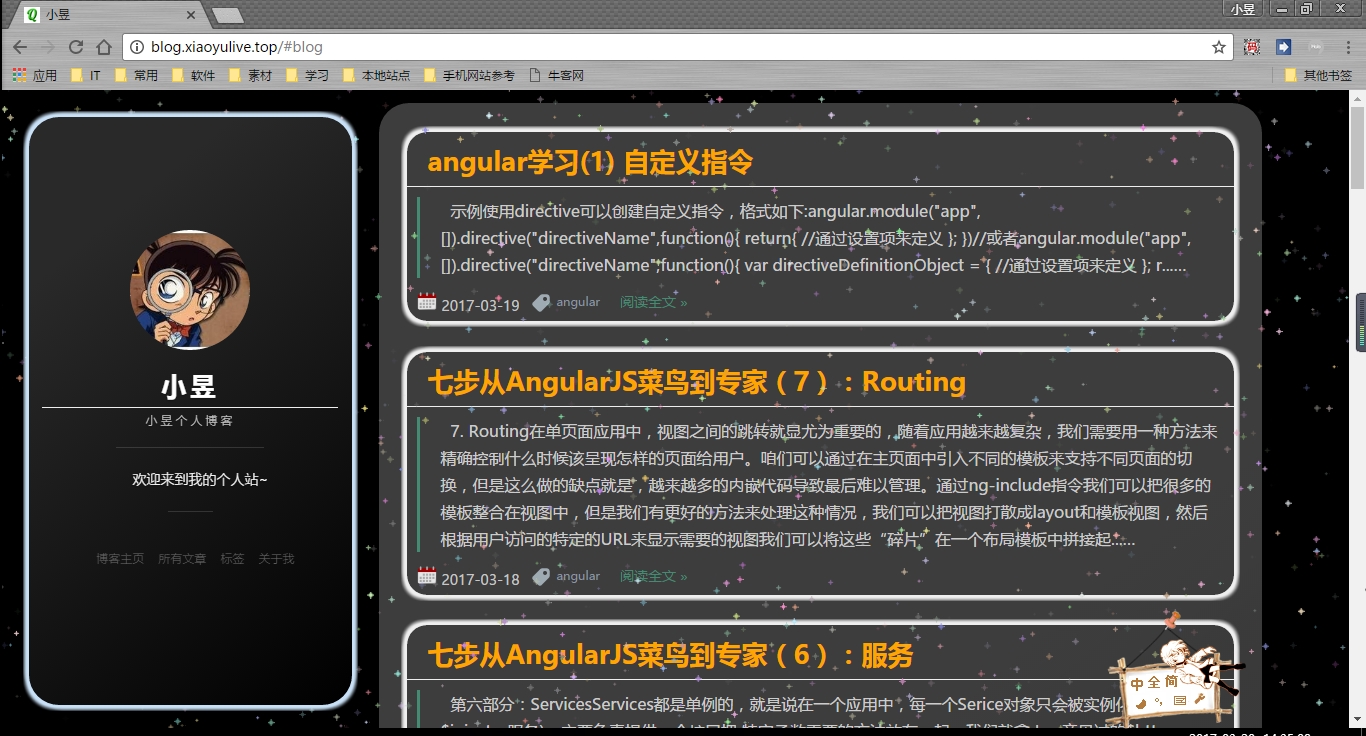 小昱
小昱
blog.xiaoyulive.top/#blog
应用 IT 常用 软件 素材 学习 本地站点 手机网站参考 牛客网 其他书签
小昱
小昱个人博客
欢迎来到我的个人站~
博客主页 所有文章 标签 关于我
angular学习(1) 自定义指令
示例使用directive可以创建自定义指令，格式如下:angular.module("app",
[]).directive("directiveName",function(){ return{ //通过设置项来定义 }; })//或者angular.module("app",
[]).directive("directiveName",function(){ var directiveDefinitionObject = { //通过设置项来定义 }; r......
2017-03-19 angular 阅读全文 »
七步从AngularJS菜鸟到专家（7）：Routing
7. Routing在单页面应用中，视图之间的跳转就显尤为重要的，随着应用越来越复杂，我们需要用一种方法来
精确控制什么时候该呈现怎样的页面给用户。咱们可以通过在主页面中引入不同的模板来支持不同页面的切
换，但是这么做的缺点就是，越来越多的内嵌代码导致最后难以管理。通过ng-include指令我们可以把很多的
模板整合在视图中，但是我们有更好的方法来处理这种情况，我们可以把视图打散成layout和模板视图，然后
根据用户访问的特定的URL来显示需要的视图我们可以将这些“碎片”在一个布局模板中拼接起......
2017-03-18 angular 阅读全文 »
七步从AngularJS菜鸟到专家（6）：服务
第六部分：ServicesServices都是单例的，就是说在一个应用中，每一个Serice对象只会被实例
中 全 简